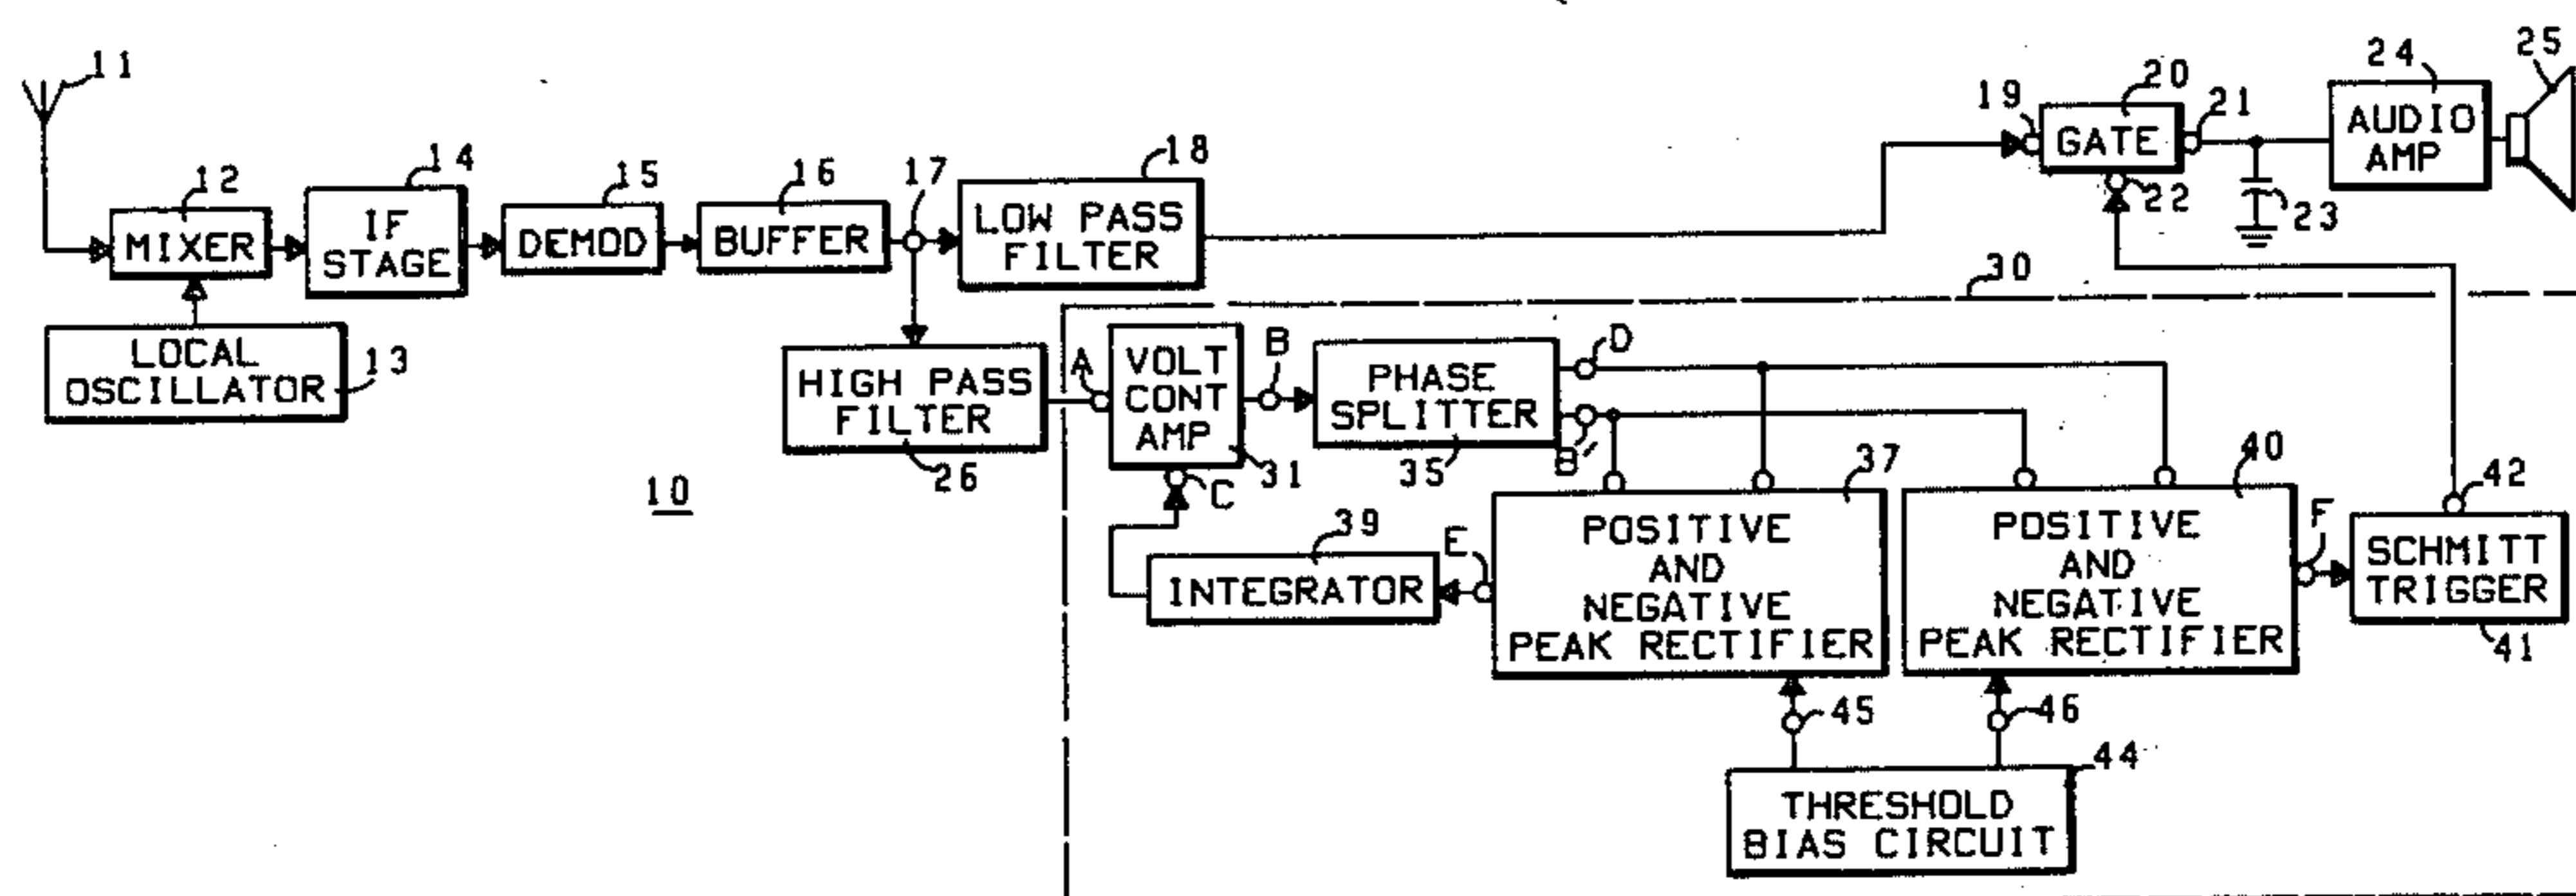 11
12
MIXER
LOCAL
OSCILLATOR
13
14
IF
STAGE
15
DEMOD
16
BUFFER
17
18
LOW PASS
FILTER
19
20
GATE
21
22
23
24
AUDIO
AMP
25
HIGH PASS
FILTER
26
10
30
A
VOLT
CONT
AMP
31
B
C
PHASE
SPLITTER
35
D
B'
37
POSITIVE
AND
NEGATIVE
PEAK RECTIFIER
E
39
INTEGRATOR
40
POSITIVE
AND
NEGATIVE
PEAK RECTIFIER
F
42
SCHMITT
TRIGGER
41
45
46
44
THRESHOLD
BIAS CIRCUIT